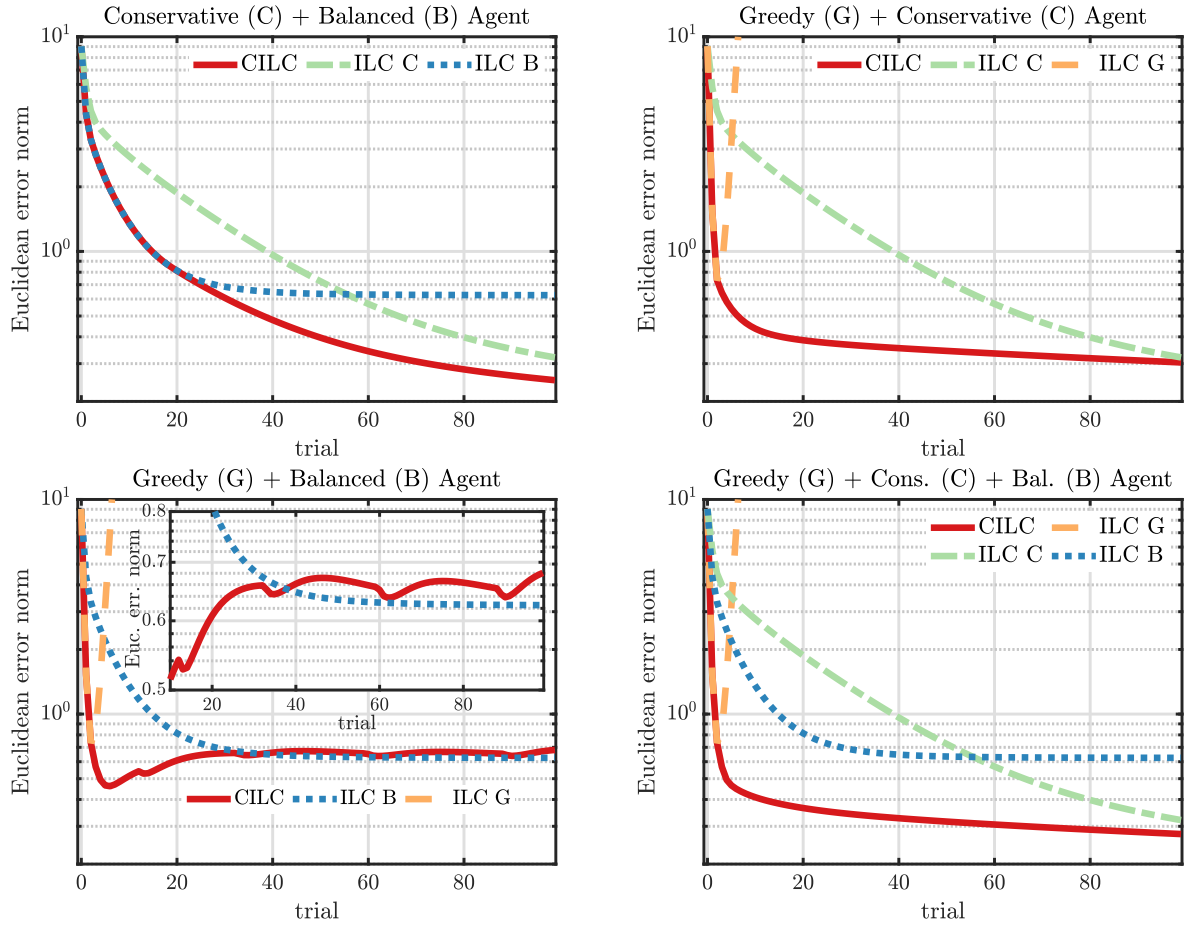 Conservative (C) + Balanced (B) Agent
10^1
CILC ILC C ILC B
Euclidean error norm
10^0
0 20 40 60 80
trial
Greedy (G) + Conservative (C) Agent
10^1
CILC ILC C ILC G
Euclidean error norm
10^0
0 20 40 60 80
trial
Greedy (G) + Balanced (B) Agent
10^1
Euclidean error norm
10^0
0.8
0.7
0.6
0.5
Euc. err. norm
20 40 60 80
trial
CILC ILC B ILC G
0 20 40 60 80
trial
Greedy (G) + Cons. (C) + Bal. (B) Agent
10^1
CILC ILC G
ILC C ILC B
Euclidean error norm
10^0
0 20 40 60 80
trial